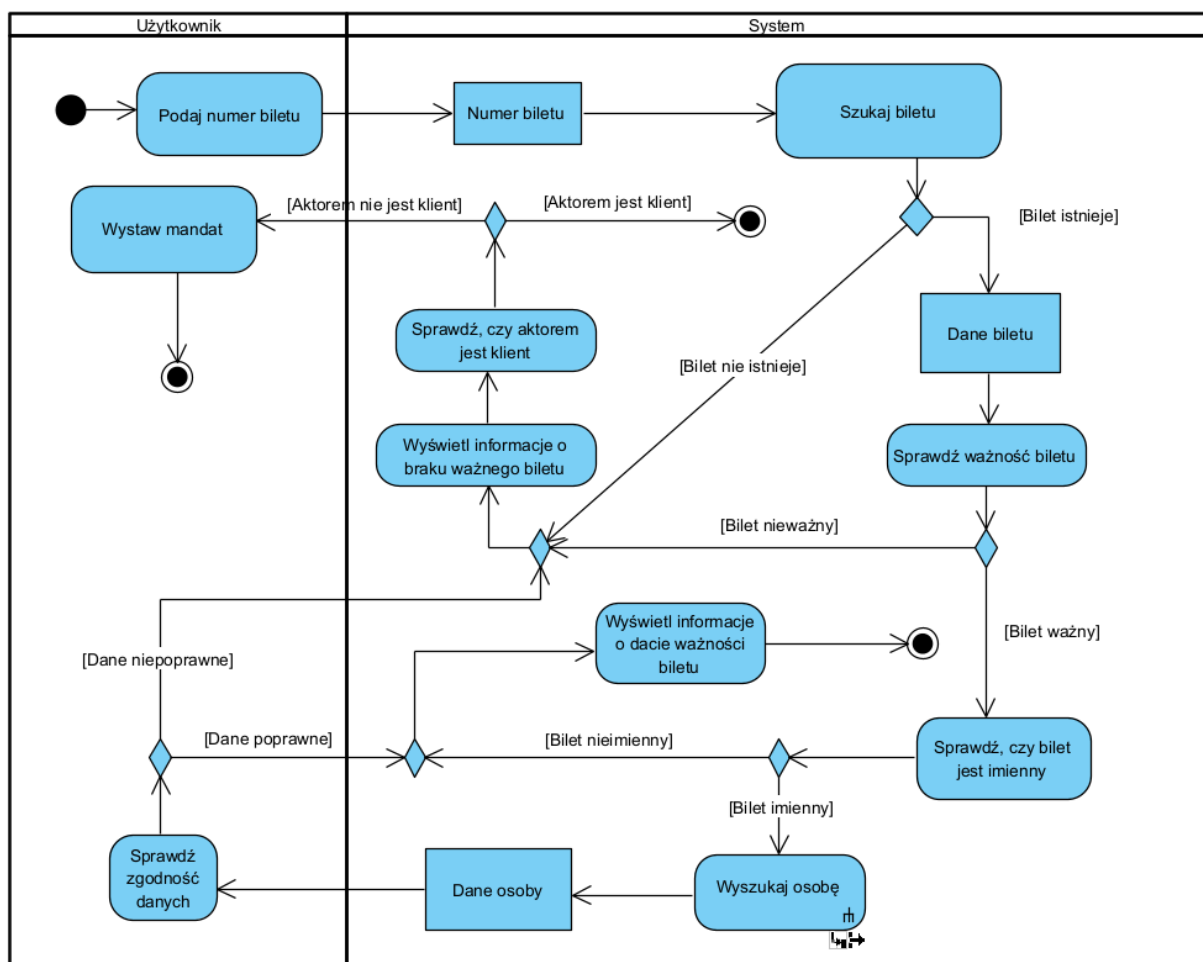 Użytkownik
System
Podaj numer biletu
Numer biletu
Szukaj biletu
[Aktorem nie jest klient]
[Aktorem jest klient]
[Bilet istnieje]
Wystaw mandat
Sprawdź, czy aktorem
jest klient
Dane biletu
[Bilet nie istnieje]
Wyświetl informacje o
braku ważnego biletu
Sprawdź ważność biletu
[Bilet nieważny]
Wyświetl informacje
o dacie ważności
biletu
[Bilet ważny]
[Dane niepoprawne]
[Dane poprawne]
[Bilet nieimienny]
Sprawdź, czy bilet
jest imienny
[Bilet imienny]
Sprawdź
zgodność
danych
Dane osoby
Wyszukaj osobę